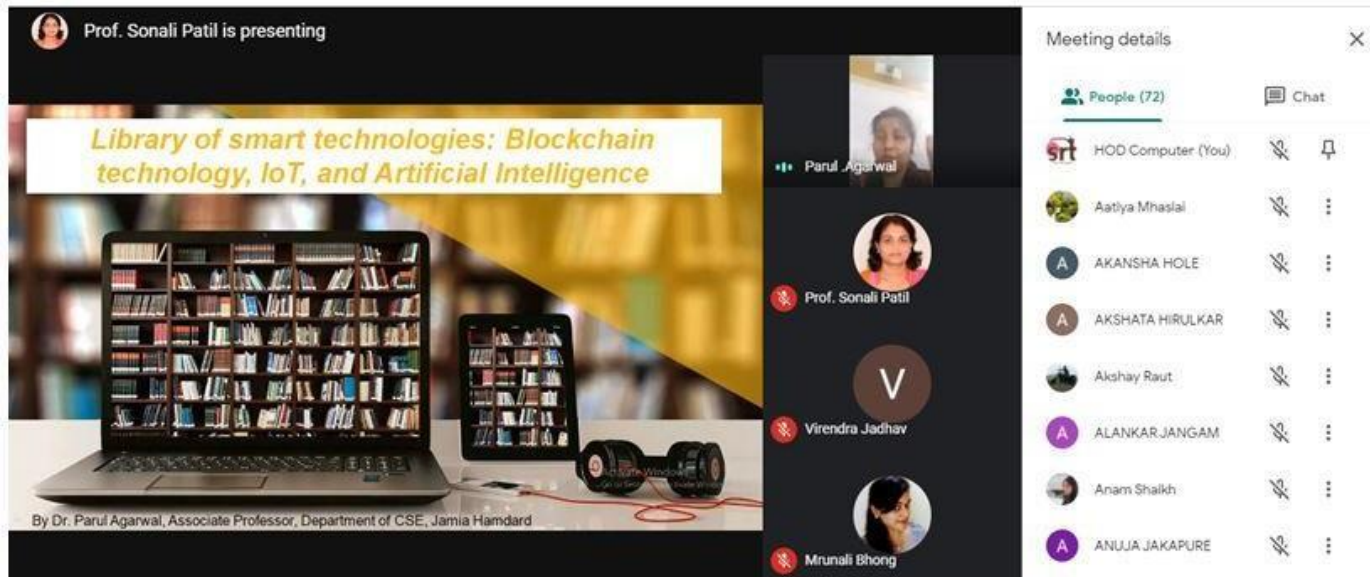 Prof. Sonali Patil is presenting
Library of smart technologies: Blockchain
technology, IoT, and Artificial Intelligence
By Dr. Parul Agarwal, Associate Professor, Department of CSE, Jamia Hamdard
Parul .Agarwal
Prof. Sonali Patil
V
Virendra Jadhav
Mrunali Bhong
Meeting details
People (72)
Chat
srt
HOD Computer (You)
Aatiya Mhaslai
A
AKANSHA HOLE
A
AKSHATA HIRULKAR
Akshay Raut
A
ALANKAR JANGAM
Anam Shaikh
A
ANUJA JAKAPURE